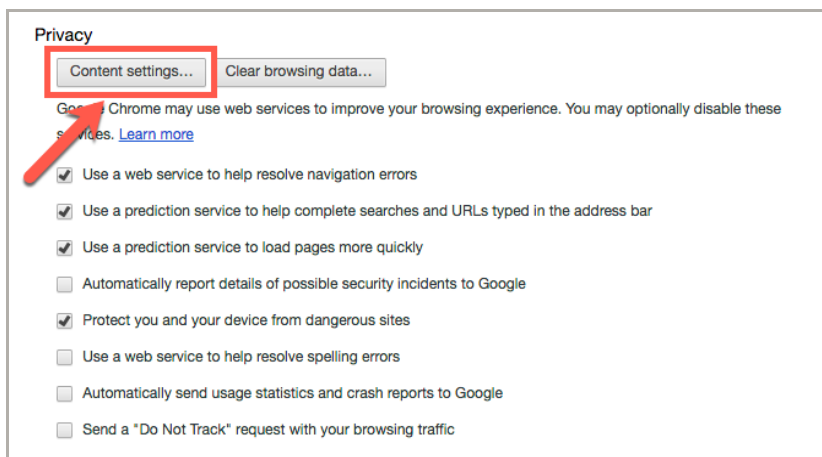 Privacy
Content settings... Clear browsing data...
Google Chrome may use web services to improve your browsing experience. You may optionally disable these
services. Learn more
Use a web service to help resolve navigation errors
Use a prediction service to help complete searches and URLs typed in the address bar
Use a prediction service to load pages more quickly
Automatically report details of possible security incidents to Google
Protect you and your device from dangerous sites
Use a web service to help resolve spelling errors
Automatically send usage statistics and crash reports to Google
Send a "Do Not Track" request with your browsing traffic